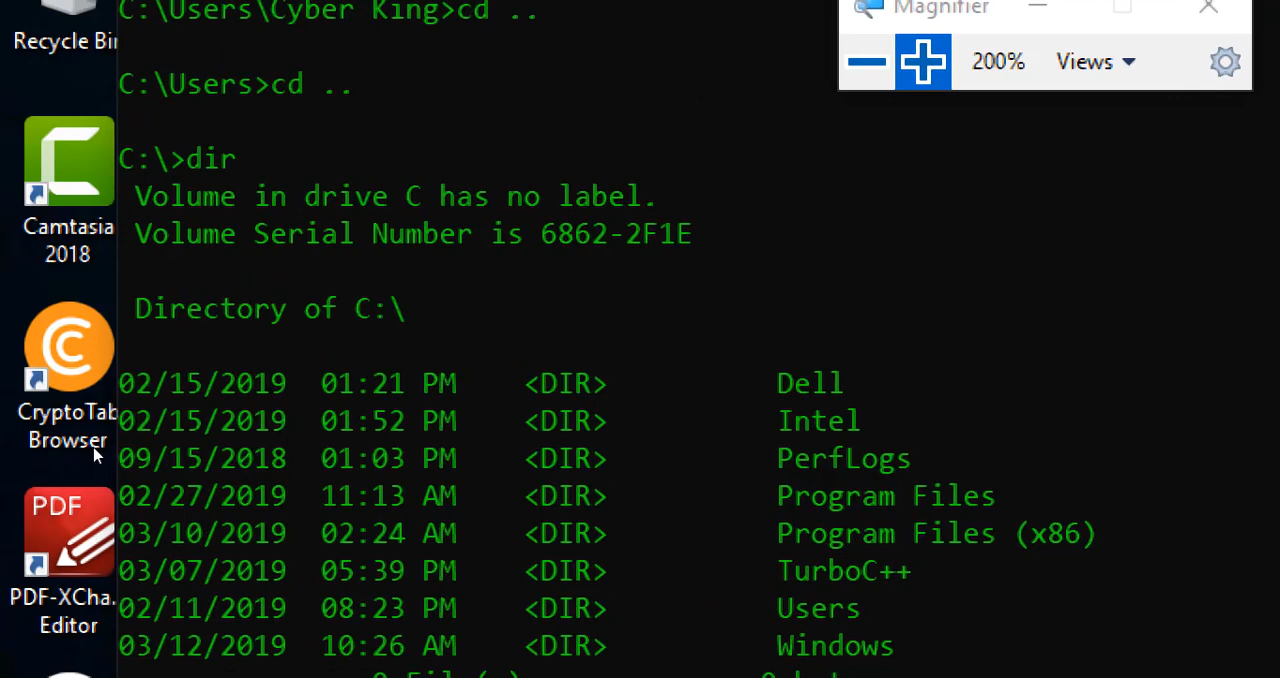 C:\Users\Cyber King>cd ..
C:\Users>cd ..
C:\>dir
Volume in drive C has no label.
Volume Serial Number is 6862-2F1E
Directory of C:\
02/15/2019 01:21 PM <DIR> Dell
02/15/2019 01:52 PM <DIR> Intel
09/15/2018 01:03 PM <DIR> PerfLogs
02/27/2019 11:13 AM <DIR> Program Files
03/10/2019 02:24 AM <DIR> Program Files (x86)
03/07/2019 05:39 PM <DIR> TurboC++
02/11/2019 08:23 PM <DIR> Users
03/12/2019 10:26 AM <DIR> Windows
Magnifier
200% Views
Recycle Bi
Camtasia
2018
CryptoTab
Browser
PDF
PDF-XCha..
Editor